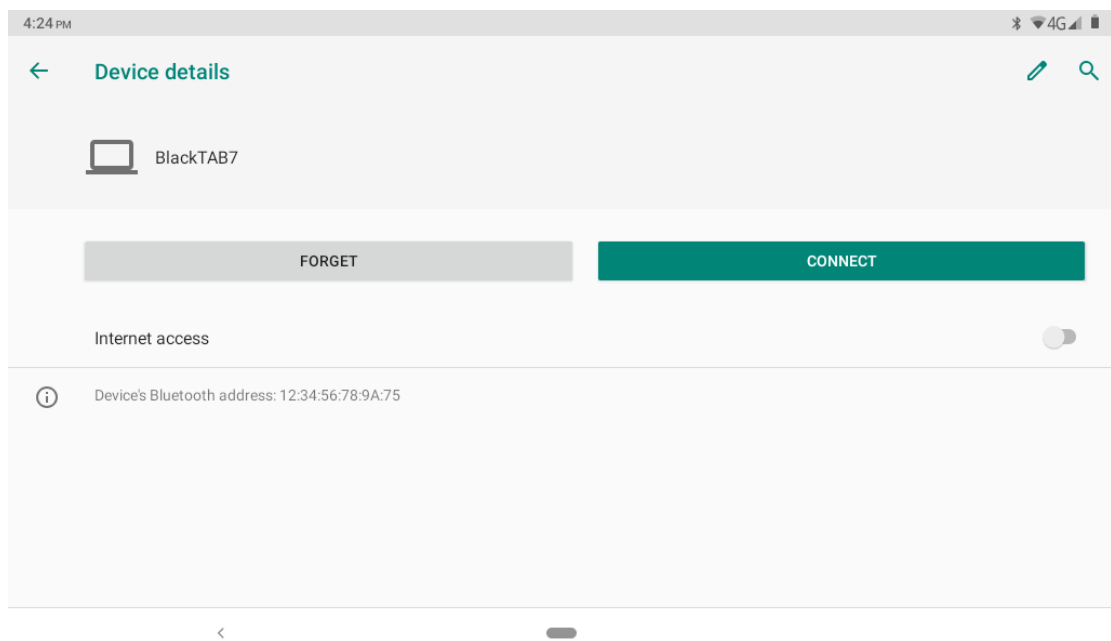 4:24 PM
4G
Device details
BlackTAB7
FORGET
CONNECT
Internet access
Device's Bluetooth address: 12:34:56:78:9A:75